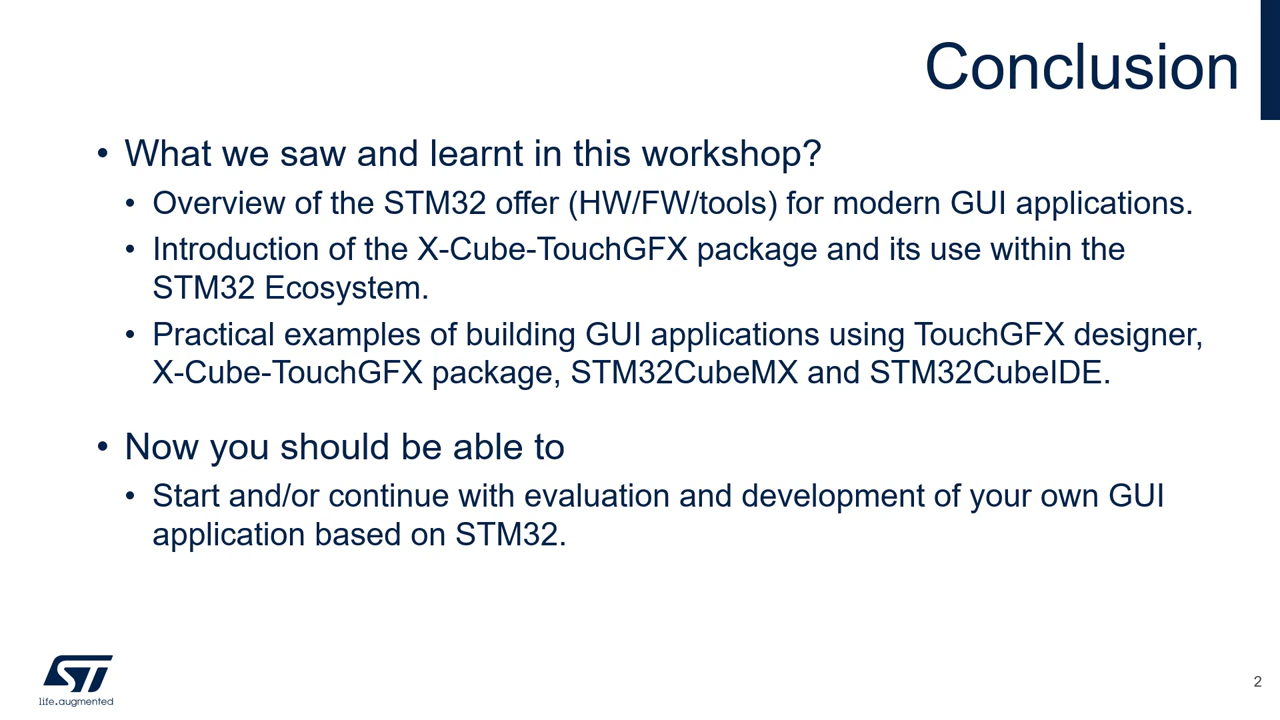 Conclusion
• What we saw and learnt in this workshop?
• Overview of the STM32 offer (HW/FW/tools) for modern GUI applications.
• Introduction of the X-Cube-TouchGFX package and its use within the
STM32 Ecosystem.
• Practical examples of building GUI applications using TouchGFX designer,
X-Cube-TouchGFX package, STM32CubeMX and STM32CubeIDE.
• Now you should be able to
• Start and/or continue with evaluation and development of your own GUI
application based on STM32.
ST
life.augmented
2